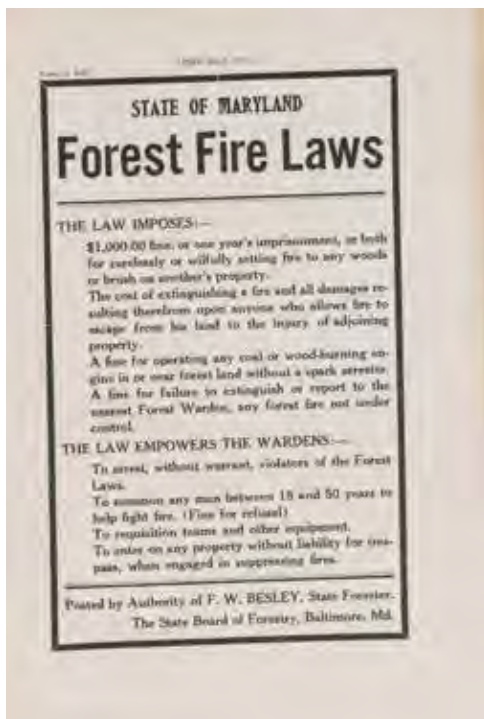 STATE OF MARYLAND
Forest Fire Laws
THE LAW IMPOSES:—
$1,000.00 fine, or one year's imprisonment, or both
for carelessly or wilfully setting fire to any woods
or brush on another's property.
The cost of extinguishing a fire and all damages re-
sulting therefrom upon anyone who allows fire to
escape from his land to the injury of adjoining
property.
A fine for operating any coal or wood-burning en-
gine in or near forest land without a spark arrester.
A fine for failure to extinguish or report to the
nearest Forest Warden, any forest fire not under
control.
THE LAW EMPOWERS THE WARDENS:—
To arrest, without warrant, violators of the Forest
Laws.
To summon any man between 18 and 50 years to
help fight fire. (Fine for refusal)
To requisition teams and other equipment.
To enter on any property without liability for tres-
pass, when engaged in suppressing fires.
Posted by Authority of F. W. BESLEY, State Forester.
The State Board of Forestry, Baltimore, Md.